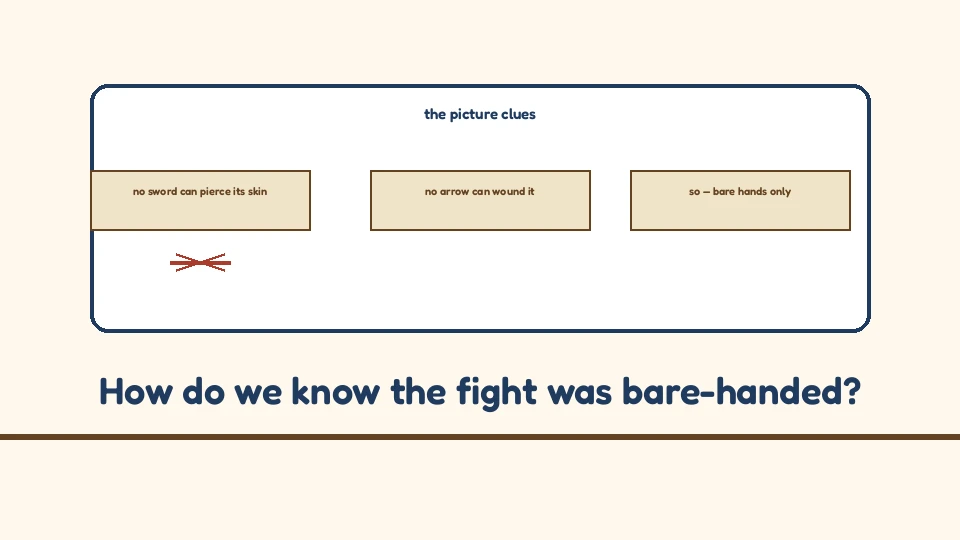 the picture clues
no sword can pierce its skin
no arrow can wound it
so — bare hands only
How do we know the fight was bare-handed?